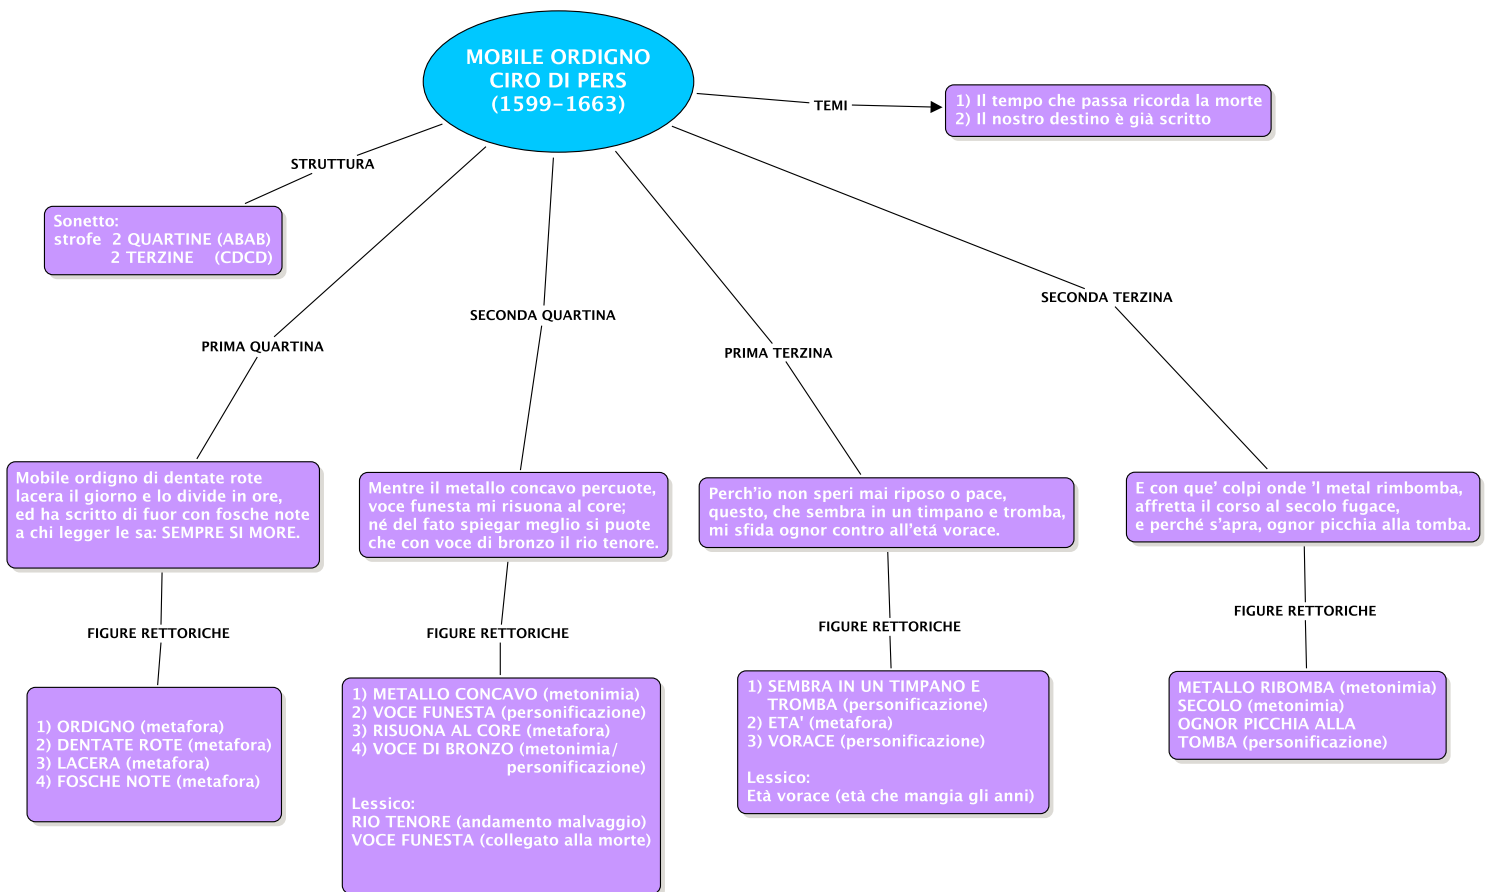 MOBILE ORDIGNO
CIRO DI PERS
(1599-1663)
TEMI
1) Il tempo che passa ricorda la morte
2) Il nostro destino è già scritto
STRUTTURA
Sonetto:
strofe 2 QUARTINE (ABAB)
2 TERZINE (CDCD)
PRIMA QUARTINA
Mobile ordigno di dentate rote
lacera il giorno e lo divide in ore,
ed ha scritto di fuor con fosche note
a chi legger le sa: SEMPRE SI MORE.
FIGURE RETTORICHE
1) ORDIGNO (metafora)
2) DENTATE ROTE (metafora)
3) LACERA (metafora)
4) FOSCHE NOTE (metafora)
SECONDA QUARTINA
Mentre il metallo concavo percuote,
voce funesta mi risuona al core;
né del fato spiegar meglio si puote
che con voce di bronzo il rio tenore.
FIGURE RETTORICHE
1) METALLO CONCAVO (metonimia)
2) VOCE FUNESTA (personificazione)
3) RISUONA AL CORE (metafora)
4) VOCE DI BRONZO (metonimia/
personificazione)
Lessico:
RIO TENORE (andamento malvaggio)
VOCE FUNESTA (collegato alla morte)
PRIMA TERZINA
Perch'io non speri mai riposo o pace,
questo, che sembra in un timpano e tromba,
mi sfida ognor contro all'etá vorace.
FIGURE RETTORICHE
1) SEMBRA IN UN TIMPANO E
TROMBA (personificazione)
2) ETA' (metafora)
3) VORACE (personificazione)
Lessico:
Età vorace (età che mangia gli anni)
SECONDA TERZINA
E con que' colpi onde 'l metal rimbomba,
affretta il corso al secolo fugace,
e perché s'apra, ognor picchia alla tomba.
FIGURE RETTORICHE
METALLO RIBOMBA (metonimia)
SECOLO (metonimia)
OGNOR PICCHIA ALLA
TOMBA (personificazione)